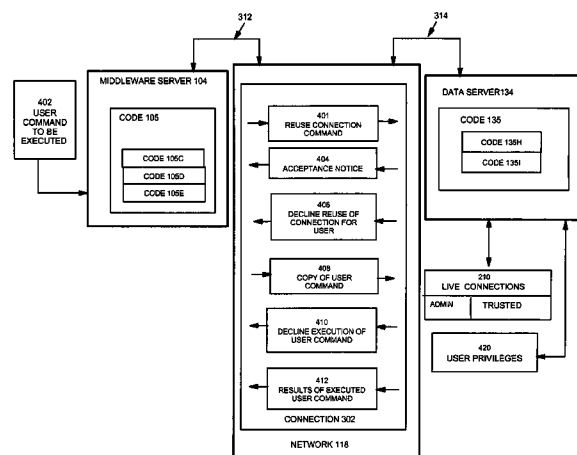 312
314
402
USER
COMMAND
TO BE
EXECUTED
MIDDLEWARE SERVER 104
CODE 105
CODE 105C
CODE 105D
CODE 105E
401
REUSE CONNECTION
COMMAND
404
ACCEPTANCE NOTICE
406
DECLINE REUSE OF
CONNECTION FOR
USER
408
COPY OF USER
COMMAND
410
DECLINE EXECUTION OF
USER COMMAND
412
RESULTS OF EXECUTED
USER COMMAND
CONNECTION 302
NETWORK 118
DATA SERVER134
CODE 135
CODE 135H
CODE 135I
210
LIVE CONNECTIONS
ADMIN
TRUSTED
420
USER PRIVILEGES